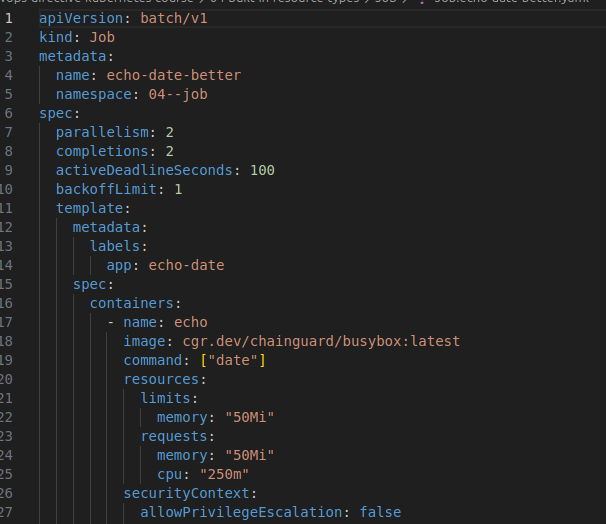 1 apiVersion: batch/v1
2 kind: Job
3 metadata:
4   name: echo-date-better
5   namespace: 04--job
6 spec:
7   parallelism: 2
8   completions: 2
9   activeDeadlineSeconds: 100
10   backoffLimit: 1
11   template:
12     metadata:
13       labels:
14         app: echo-date
15     spec:
16       containers:
17         - name: echo
18           image: cgr.dev/chainguard/busybox:latest
19           command: ["date"]
20           resources:
21             limits:
22               memory: "50Mi"
23             requests:
24               memory: "50Mi"
25               cpu: "250m"
26           securityContext:
27             allowPrivilegeEscalation: false